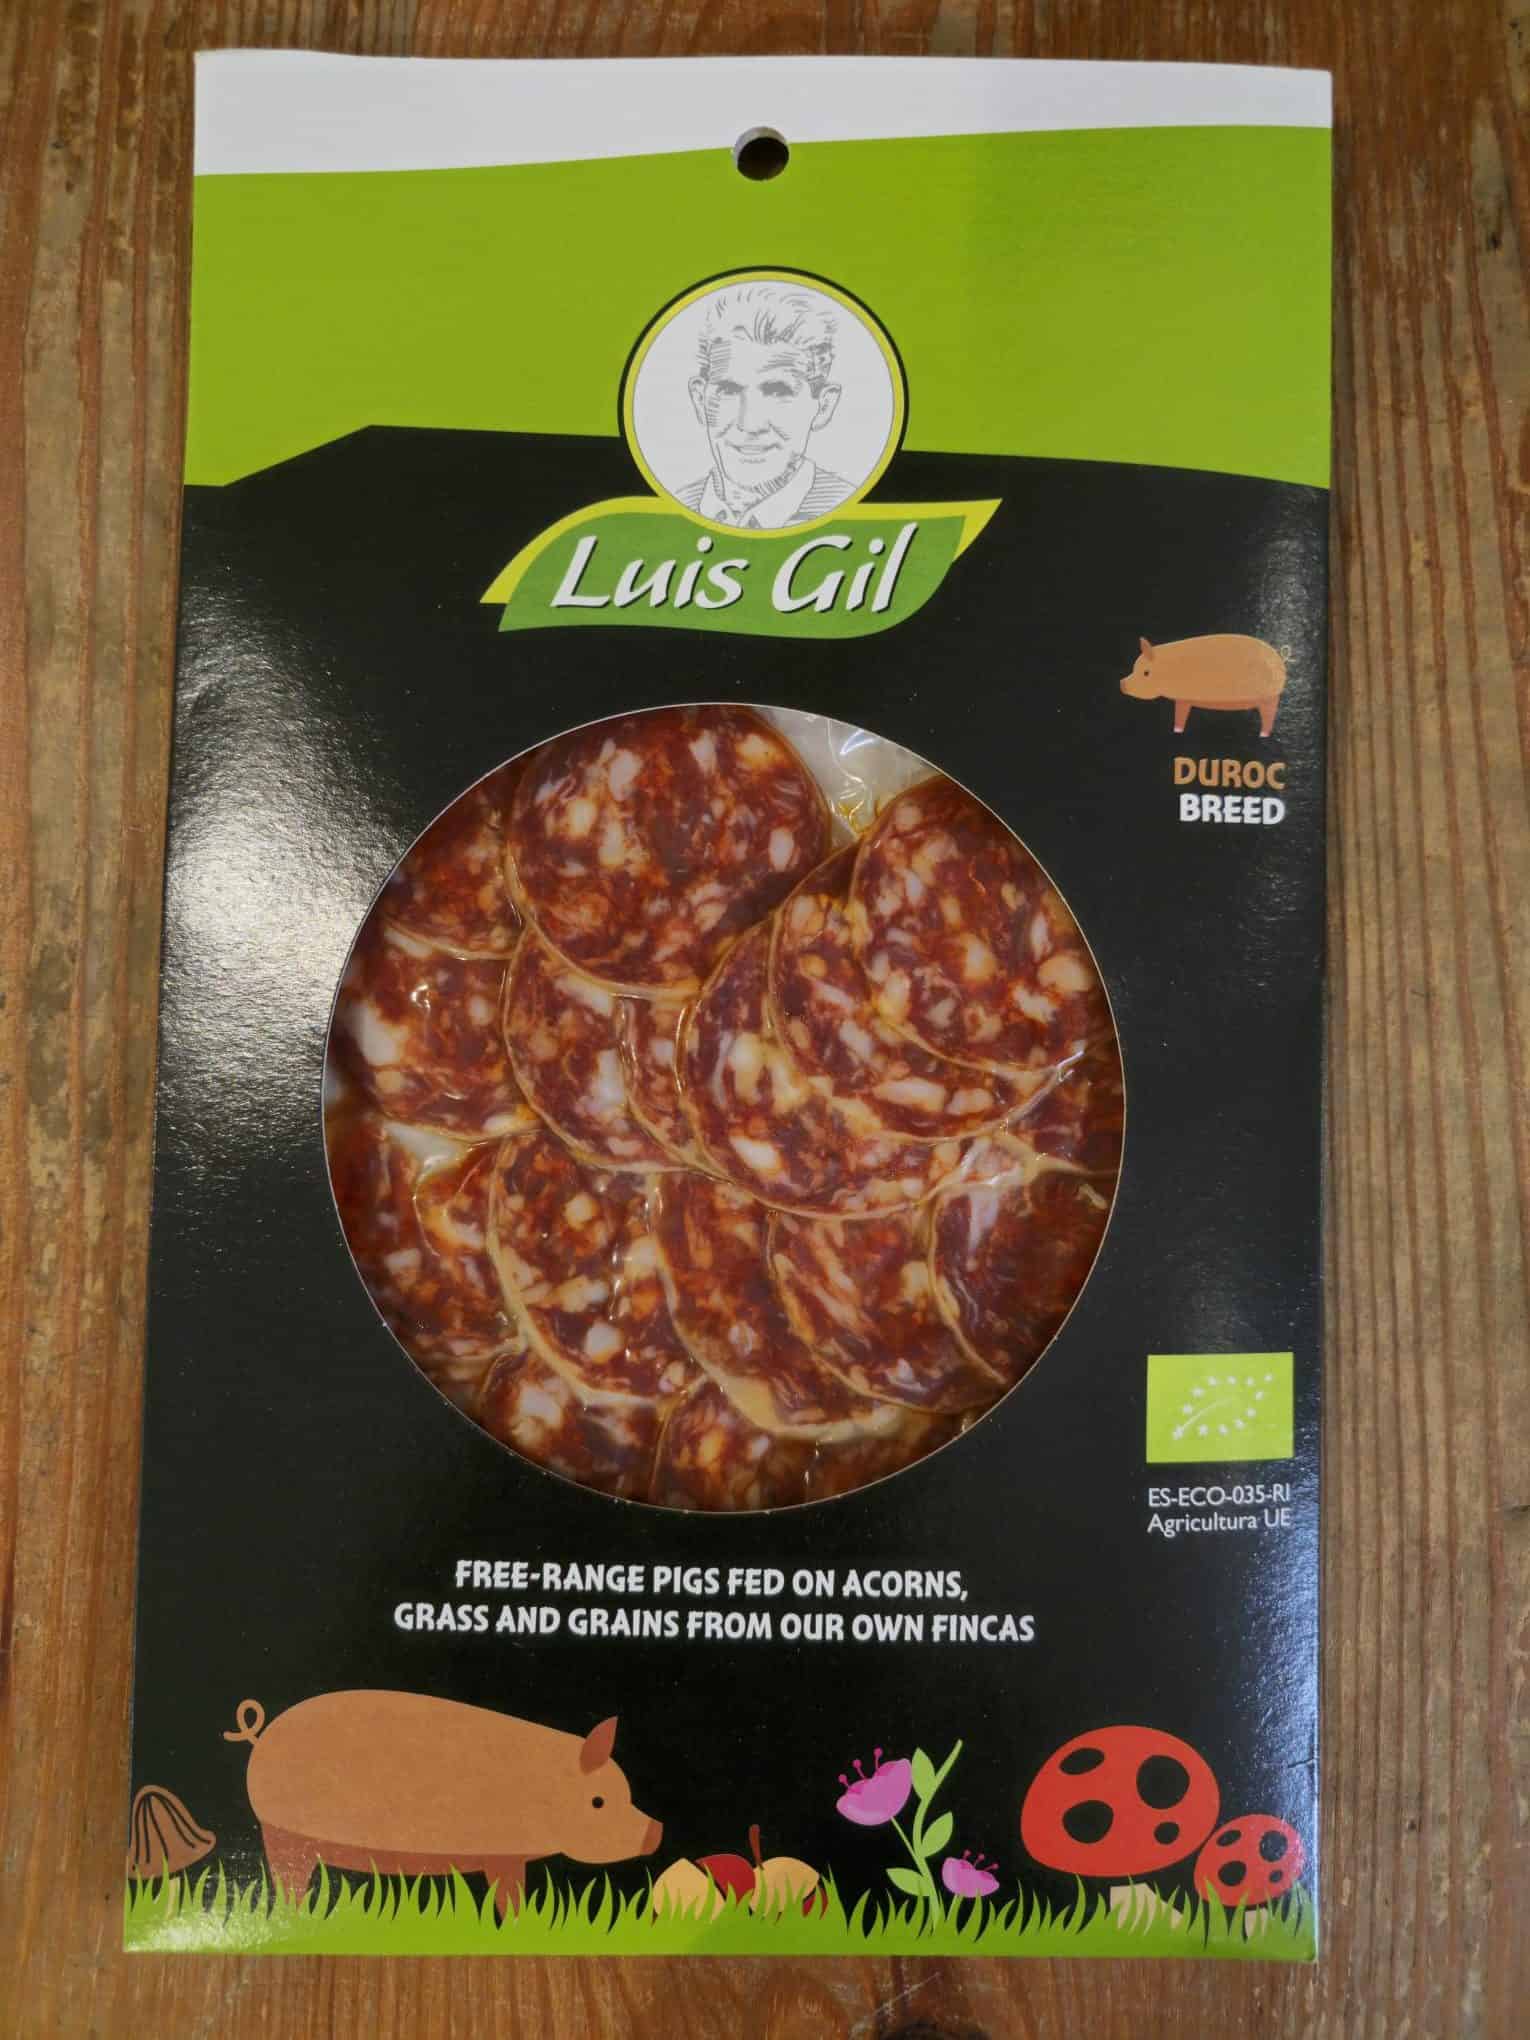 Luis Gil
DUROC
BREED
ES-ECO-035-RI
Agricultura UE
FREE-RANGE PIGS FED ON ACORNS,
GRASS AND GRAINS FROM OUR OWN FINCAS